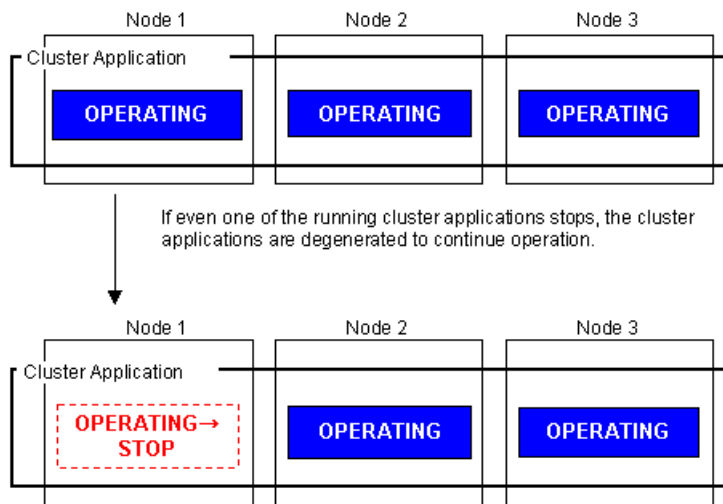 Node 1 Node 2 Node 3
Cluster Application
OPERATING OPERATING OPERATING
If even one of the running cluster applications stops, the cluster
applications are degenerated to continue operation.
Node 1 Node 2 Node 3
Cluster Application
OPERATING→
STOP
OPERATING OPERATING